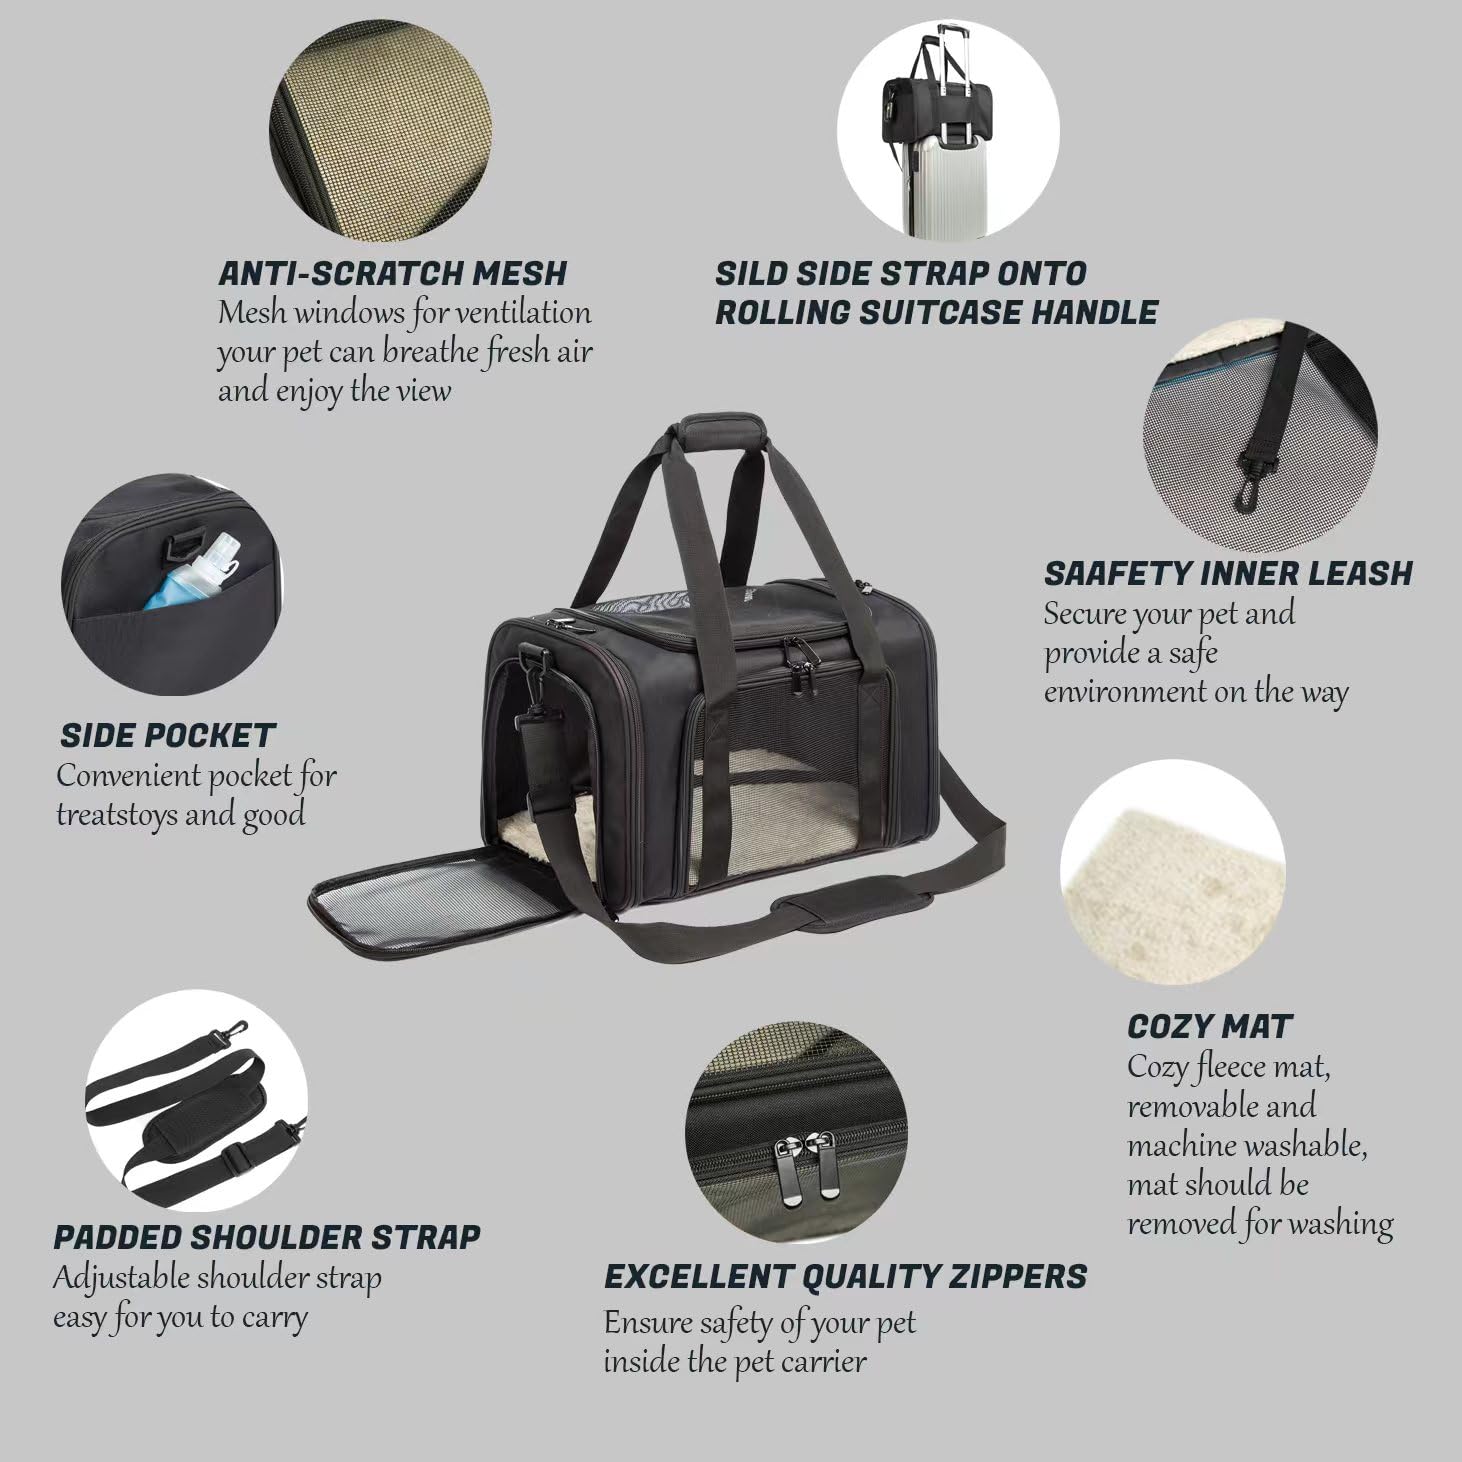 ANTI-SCRATCH MESH
Mesh windows for ventilation
your pet can breathe fresh air
and enjoy the view
SILD SIDE STRAP ONTO
ROLLING SUITCASE HANDLE
SAAFETY INNER LEASH
Secure your pet and
provide a safe
environment on the way
SIDE POCKET
Convenient pocket for
treatstoys and good
COZY MAT
Cozy fleece mat,
removable and
machine washable,
mat should be
removed for washing
PADDED SHOULDER STRAP
Adjustable shoulder strap
easy for you to carry
EXCELLENT QUALITY ZIPPERS
Ensure safety of your pet
inside the pet carrier